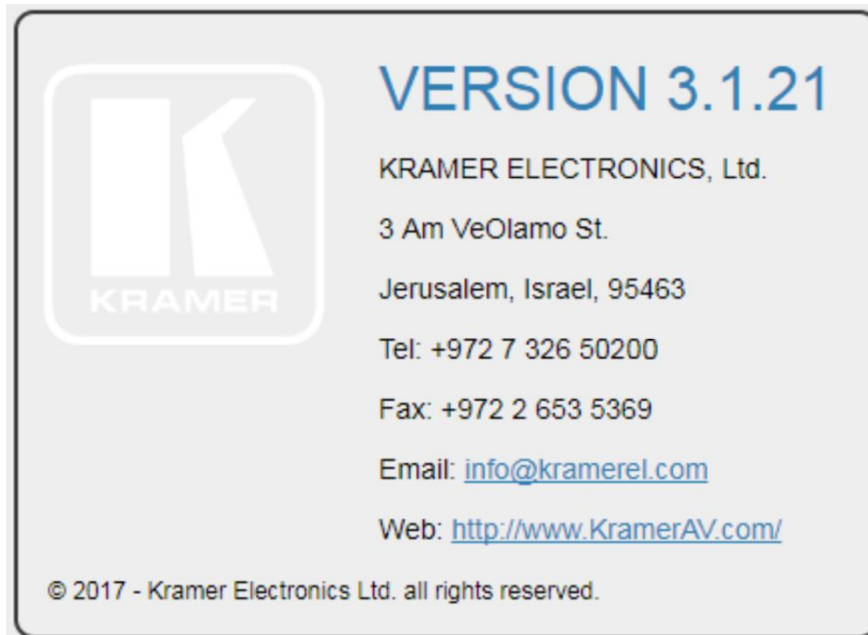 KRAMER
VERSION 3.1.21
KRAMER ELECTRONICS, Ltd.
3 Am VeOlamo St.
Jerusalem, Israel, 95463
Tel: +972 7 326 50200
Fax: +972 2 653 5369
Email: info@kramerel.com
Web: http://www.KramerAV.com/
© 2017 - Kramer Electronics Ltd. all rights reserved.